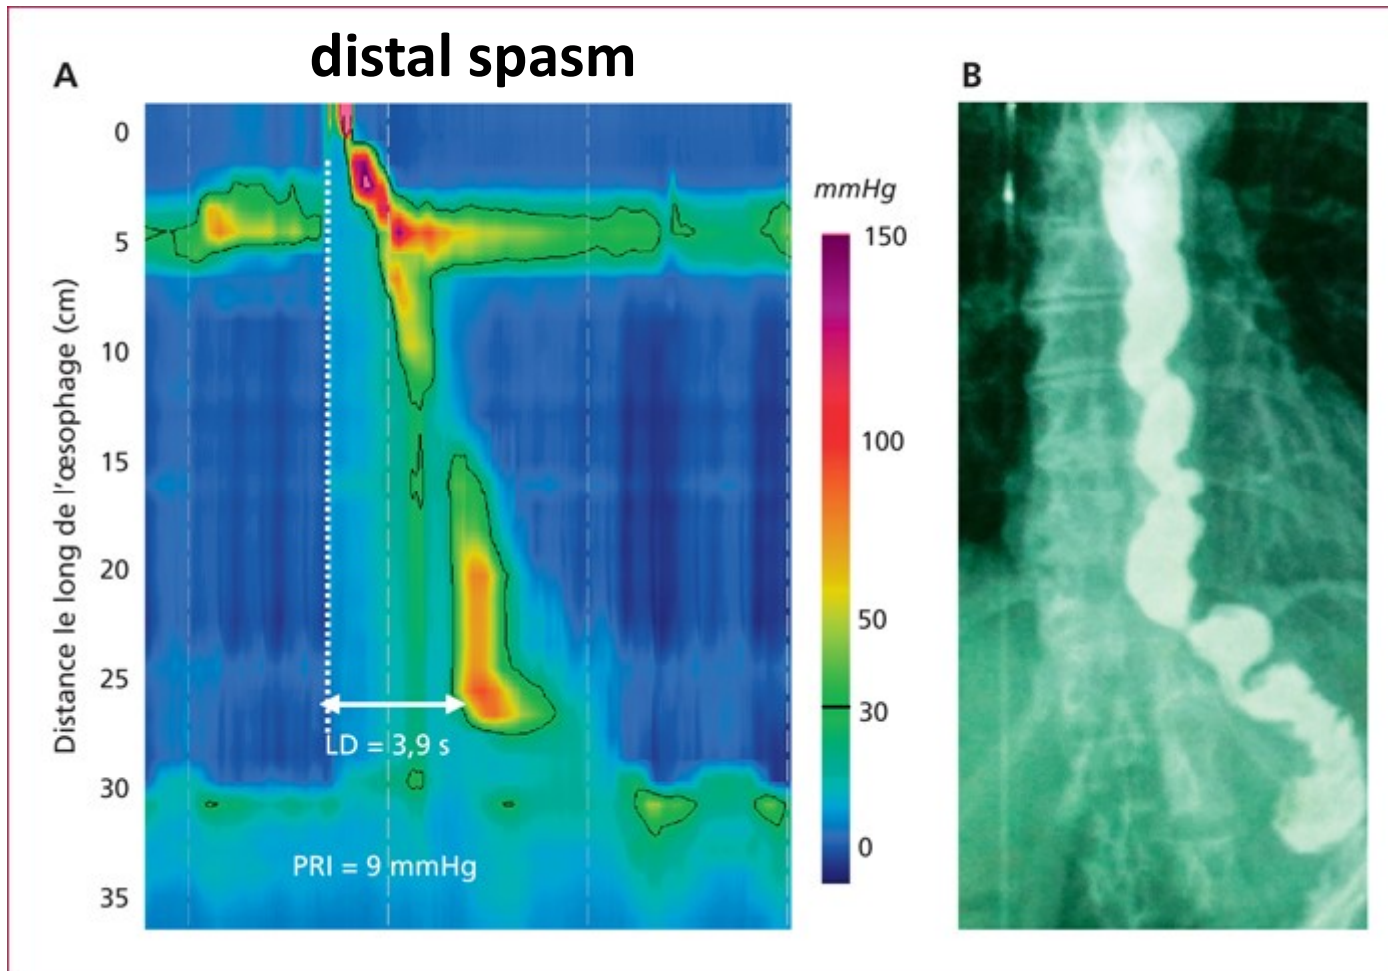 distal spasm
A
B
Distance le long de l'œsophage (cm)
0
5
10
15
20
25
30
35
LD = 3,9 s
PRI = 9 mmHg
mmHg
150
100
50
30
0